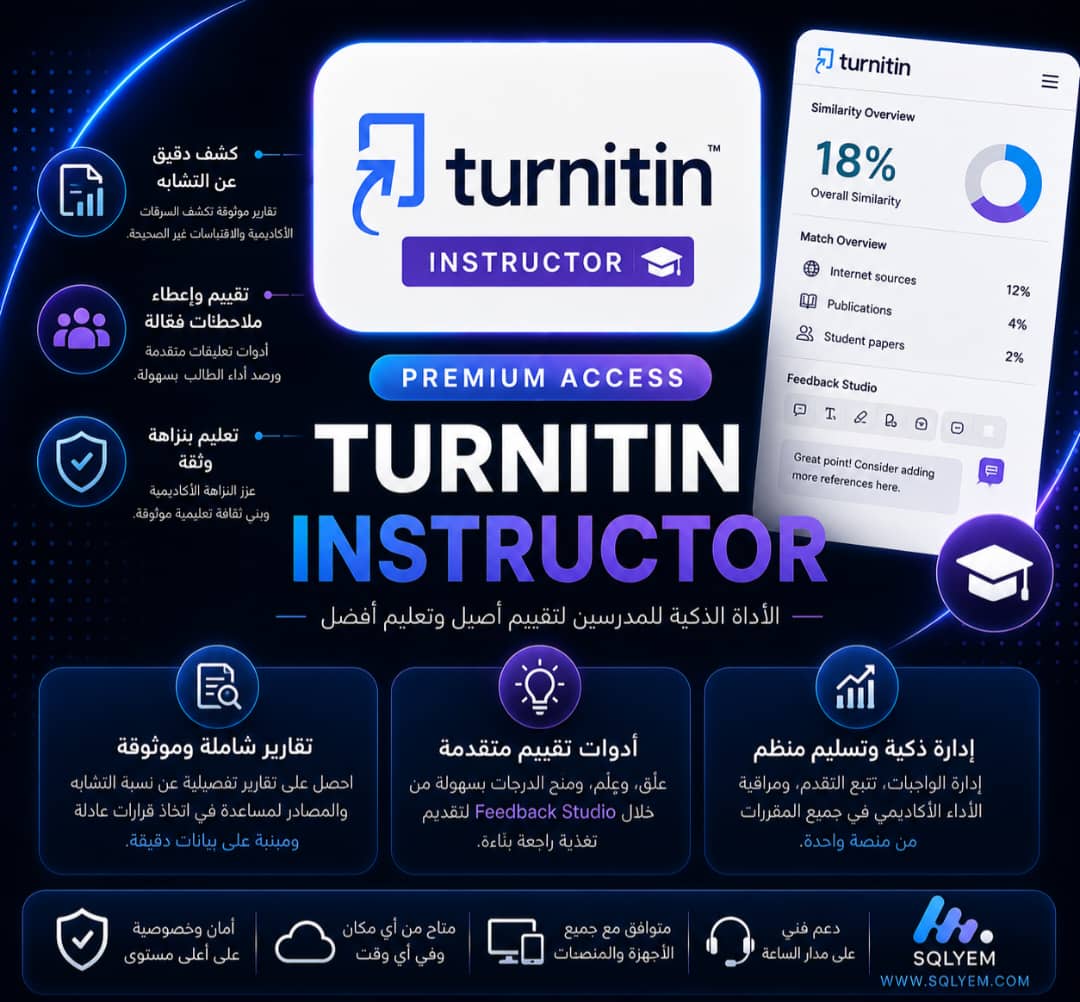 turnitin™
INSTRUCTOR
PREMIUM ACCESS
TURNITIN
INSTRUCTOR
الأداة الذكية للمدرسين لتقييم أصيل وتعليم أفضل
turnitin
Similarity Overview
18%
Overall Similarity
Match Overview
Internet sources 12%
Publications 4%
Student papers 2%
Feedback Studio
Great point! Consider adding
more references here.
كشف دقيق
عن التشابه
تقارير موثوقة تكشف السرقات
الأكاديمية والاقتباسات غير الصحيحة.
تقييم وإعطاء
ملاحظات فعّالة
أدوات تعليقات متقدمة
ورصد أداء الطالب بسهولة.
تعليم بنزاهة
وثقة
عزز النزاهة الأكاديمية
وبني ثقافة تعليمية موثوقة.
إدارة ذكية وتسليم منظم
إدارة الواجبات، تتبع التقدم، ومراقبة
الأداء الأكاديمي في جميع المقررات
من منصة واحدة.
أدوات تقييم متقدمة
علّق، وعِلّم، ومنح الدرجات بسهولة من
خلال Feedback Studio لتقديم
تغذية راجعة بنّاءة.
تقارير شاملة وموثوقة
احصل على تقارير تفصيلية عن نسبة التشابه
والمصادر لمساعدة في اتخاذ قرارات عادلة
ومبنية على بيانات دقيقة.
SQLYEM
WWW.SQLYEM.COM
دعم فني
على مدار الساعة
متوافق مع جميع
الأجهزة والمنصات
متاح من أي مكان
وفي أي وقت
أمان وخصوصية
على أعلى مستوى